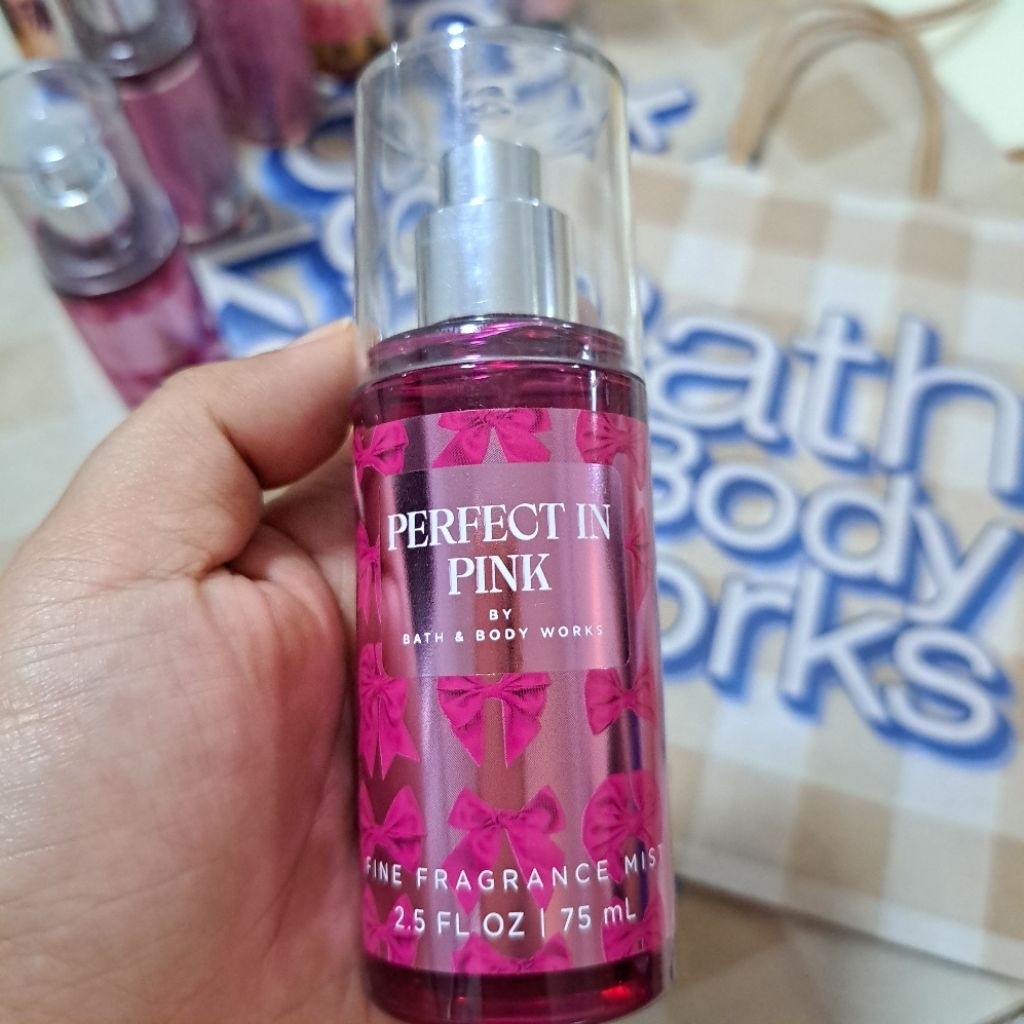 PERFECT IN
PINK
BY
BATH & BODY WORKS
FINE FRAGRANCE MIST
2.5 FL OZ | 75 mL
Bath
Body
Works